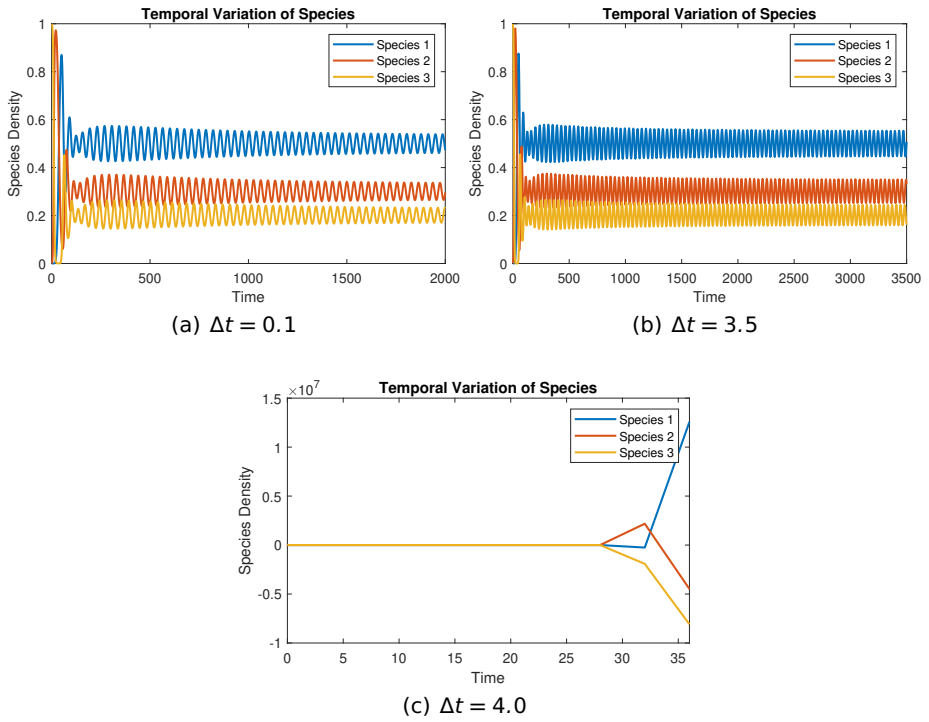 Temporal Variation of Species
Species Density
1
0.8
0.6
0.4
0.2
0
Species 1
Species 2
Species 3
0 500 1000 1500 2000
Time
(a) Δt = 0.1
Temporal Variation of Species
Species Density
1
0.8
0.6
0.4
0.2
0
Species 1
Species 2
Species 3
0 500 1000 1500 2000 2500 3000 3500
Time
(b) Δt = 3.5
×10⁷
Temporal Variation of Species
Species Density
1.5
1
0.5
0
-0.5
-1
Species 1
Species 2
Species 3
0 5 10 15 20 25 30 35
Time
(c) Δt = 4.0